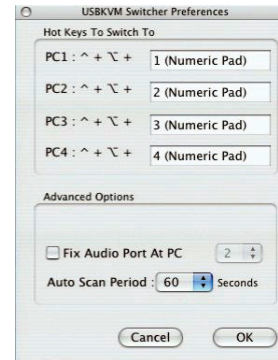 USBKVM Switcher Preferences
Hot Keys To Switch To
PC1 : ^ + ⌥ + 1 (Numeric Pad)
PC2 : ^ + ⌥ + 2 (Numeric Pad)
PC3 : ^ + ⌥ + 3 (Numeric Pad)
PC4 : ^ + ⌥ + 4 (Numeric Pad)
Advanced Options
Fix Audio Port At PC 2
Auto Scan Period : 60 Seconds
Cancel OK